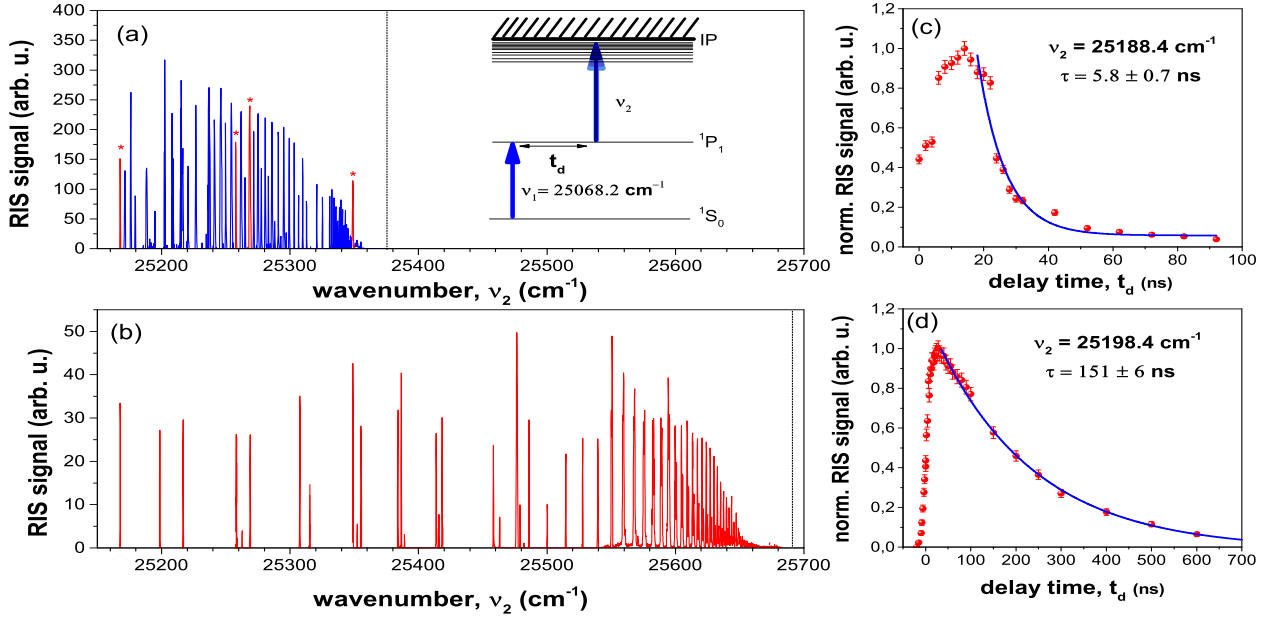 (a)
RIS signal (arb. u.)
400
350
300
250
200
150
100
50
0
* * * *
IP
ν₂
¹P₁
t_d
ν₁= 25068.2 cm⁻¹
¹S₀
25200 25300 25400 25500 25600 25700
wavenumber, ν₂ (cm⁻¹)
(b)
RIS signal (arb. u.)
50
40
30
20
10
0
25200 25300 25400 25500 25600 25700
wavenumber, ν₂ (cm⁻¹)
(c)
norm. RIS signal (arb. u.)
1,2
1,0
0,8
0,6
0,4
0,2
0,0
ν₂ = 25188.4 cm⁻¹
τ = 5.8 ± 0.7 ns
0 20 40 60 80 100
delay time, t_d (ns)
(d)
norm. RIS signal (arb. u.)
1,2
1,0
0,8
0,6
0,4
0,2
0,0
ν₂ = 25198.4 cm⁻¹
τ = 151 ± 6 ns
0 100 200 300 400 500 600 700
delay time, t_d (ns)